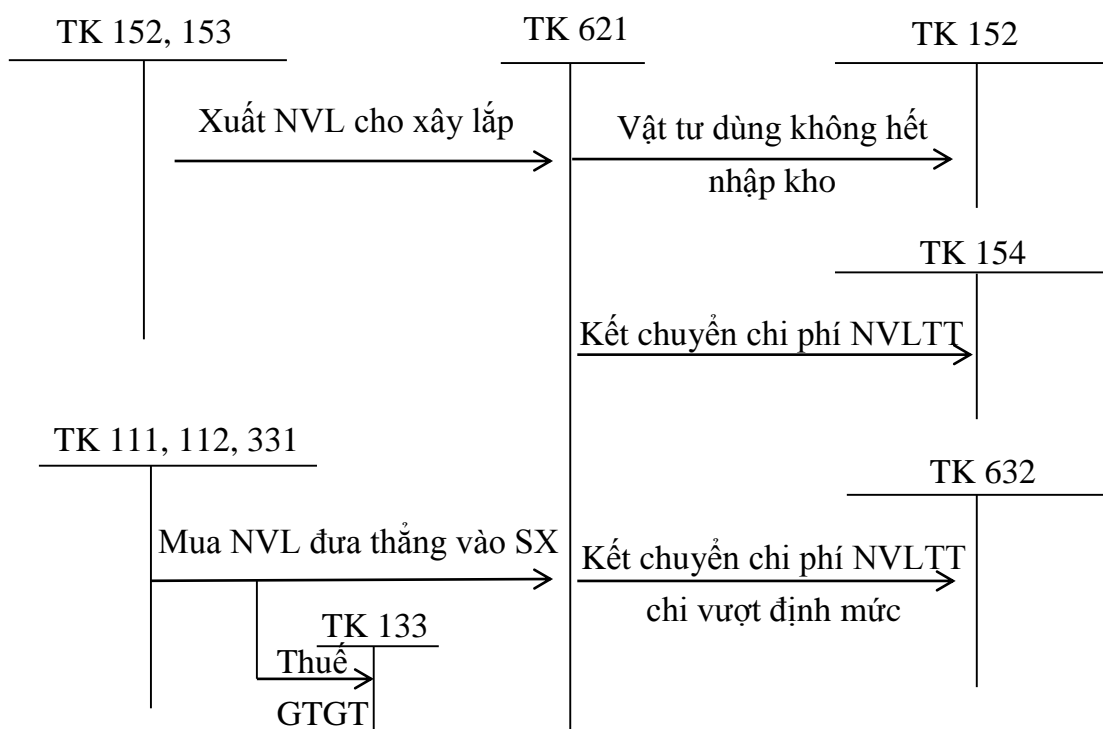 TK 152, 153
TK 621
TK 152
Xuất NVL cho xây lắp
Vật tư dùng không hết
nhập kho
TK 154
Kết chuyển chi phí NVLTT
TK 111, 112, 331
TK 632
Mua NVL đưa thẳng vào SX
Kết chuyển chi phí NVLTT
chi vượt định mức
TK 133
Thuế
GTGT